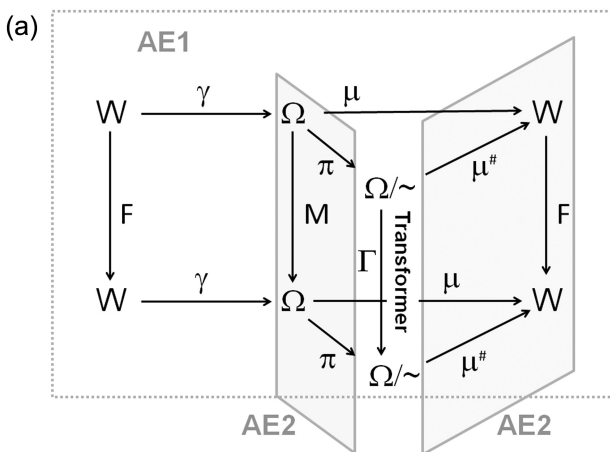 (a)
AE1
W γ Ω μ W
π Ω/~ μ#
F M Γ Transformer F
W γ Ω μ W
π Ω/~ μ#
AE2 AE2